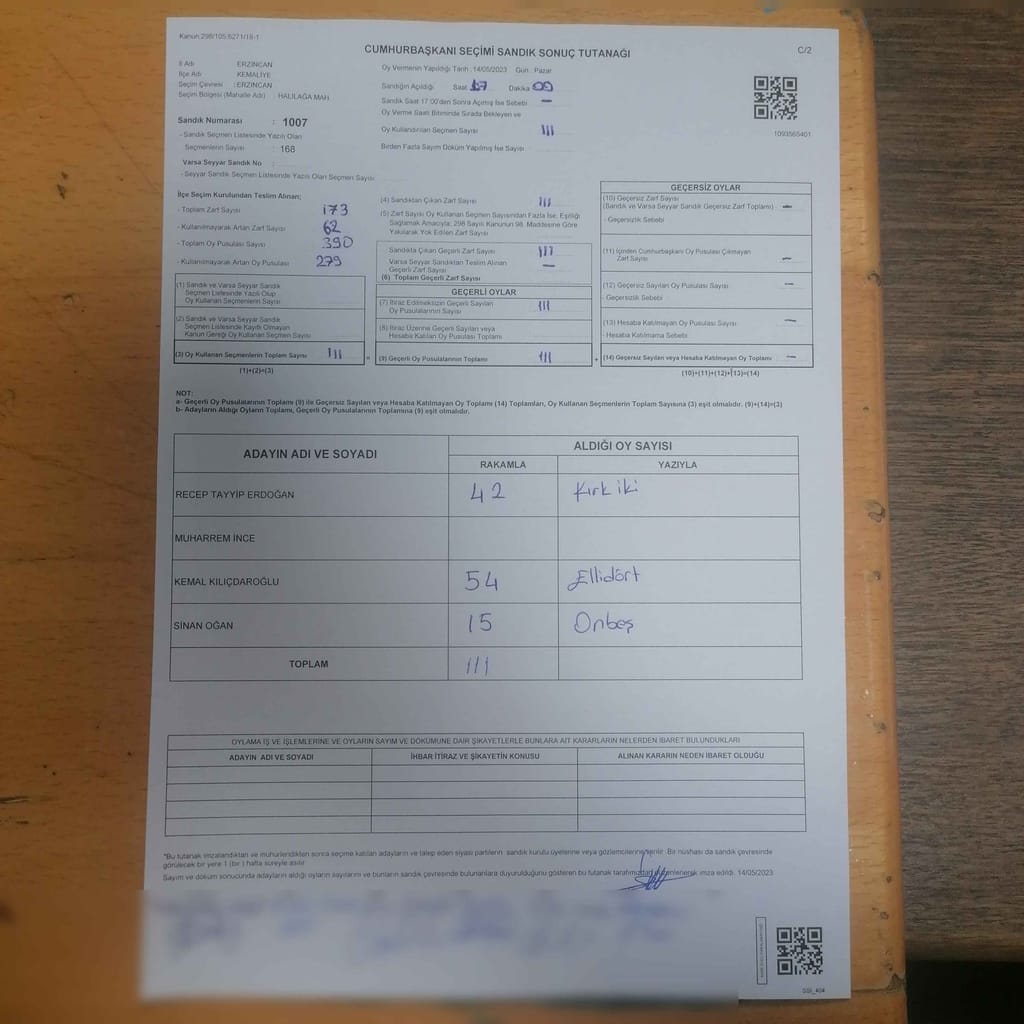 Kanun:298/105;6271/18-1
CUMHURBAŞKANI SEÇİMİ SANDIK SONUÇ TUTANAĞI
C/2
İl Adı : ERZİNCAN
İlçe Adı : KEMALİYE
Seçim Çevresi : ERZİNCAN
Seçim Bölgesi (Mahalle Adı) : HALİLAĞA MAH
Sandık Numarası : 1007
- Sandık Seçmen Listesinde Yazılı Olan
Seçmenlerin Sayısı : 168
Varsa Seyyar Sandık No :
- Seyyar Sandık Seçmen Listesinde Yazılı Olan Seçmen Sayısı
Oy Vermenin Yapıldığı Tarih : 14/05/2023 Gün : Pazar
Sandığın Açıldığı Saat 17 Dakika 00
Sandık Saat 17:00'den Sonra Açılmış İse Sebebi —
Oy Verme Saati Bitiminde Sırada Bekleyen ve
Oy Kullandırılan Seçmen Sayısı 111
Birden Fazla Sayım Döküm Yapılmış İse Sayısı
1093565401
İlçe Seçim Kurulundan Teslim Alınan;
- Toplam Zarf Sayısı 173
- Kullanılmayarak Artan Zarf Sayısı 62
- Toplam Oy Pusulası Sayısı 390
- Kullanılmayarak Artan Oy Pusulası 279
(1) Sandık ve Varsa Seyyar Sandık
Seçmen Listesinde Yazılı Olup
Oy Kullanan Seçmenlerin Sayısı
(2) Sandık ve Varsa Seyyar Sandık
Seçmen Listesinde Kayıtlı Olmayan
Kanun Gereği Oy Kullanan Seçmen Sayısı
(3) Oy Kullanan Seçmenlerin Toplam Sayısı 111
(1)+(2)=(3)
(4) Sandıktan Çıkan Zarf Sayısı 111
(5) Zarf Sayısı Oy Kullanan Seçmen Sayısından Fazla İse, Eşitliği
Sağlamak Amacıyla; 298 Sayılı Kanunun 98. Maddesine Göre
Yakılarak Yok Edilen Zarf Sayısı
Sandıkta Çıkan Geçerli Zarf Sayısı 111
Varsa Seyyar Sandıktan Teslim Alınan
Geçerli Zarf Sayısı —
(6) Toplam Geçerli Zarf Sayısı
GEÇERLİ OYLAR
(7) İtiraz Edilmeksizin Geçerli Sayılan
Oy Pusulalarının Sayısı 111
(8) İtiraz Üzerine Geçerli Sayılan veya
Hesaba Katılan Oy Pusulaları Toplamı
=
(9) Geçerli Oy Pusulalarının Toplamı 111
GEÇERSİZ OYLAR
(10) Geçersiz Zarf Sayısı
(Sandık ve Varsa Seyyar Sandık Geçersiz Zarf Toplamı) —
- Geçersizlik Sebebi
(11) İçinden Cumhurbaşkanı Oy Pusulası Çıkmayan
Zarf Sayısı —
(12) Geçersiz Sayılan Oy Pusulası Sayısı —
- Geçersizlik Sebebi
(13) Hesaba Katılmayan Oy Pusulası Sayısı —
- Hesaba Katılmama Sebebi
+
(14) Geçersiz Sayılan veya Hesaba Katılmayan Oy Toplamı —
(10)+(11)+(12)+(13)=(14)
NOT:
a- Geçerli Oy Pusulalarının Toplamı (9) ile Geçersiz Sayılan veya Hesaba Katılmayan Oy Toplamı (14) Toplamları, Oy Kullanan Seçmenlerin Toplam Sayısına (3) eşit olmalıdır. (9)+(14)=(3)
b- Adayların Aldığı Oyların Toplamı, Geçerli Oy Pusulalarının Toplamına (9) eşit olmalıdır.
ADAYIN ADI VE SOYADI
ALDIĞI OY SAYISI
RAKAMLA YAZIYLA
RECEP TAYYİP ERDOĞAN 42 Kırk iki
MUHARREM İNCE
KEMAL KILIÇDAROĞLU 54 Ellidört
SİNAN OĞAN 15 Onbeş
TOPLAM 111
OYLAMA İŞ VE İŞLEMLERİNE VE OYLARIN SAYIM VE DÖKÜMÜNE DAİR ŞİKAYETLERLE BUNLARA AİT KARARLARIN NELERDEN İBARET BULUNDUKLARI
ADAYIN ADI VE SOYADI İHBAR İTİRAZ VE ŞİKAYETİN KONUSU ALINAN KARARIN NEDEN İBARET OLDUĞU
*Bu tutanak imzalandıktan ve mühürlendikten sonra seçime katılan adayların ve talep eden siyasi partilerin sandık kurulu üyelerine veya gözlemcilerine verilir. Bir nüshası da sandık çevresinde
görülecek bir yere 1 (bir) hafta süreyle asılır.
Sayım ve döküm sonucunda adayların aldığı oyların sayılarını ve bunların sandık çevresinde bulunanlara duyurulduğunu gösteren bu tutanak tarafımızdan düzenlenerek imza edildi. 14/05/2023